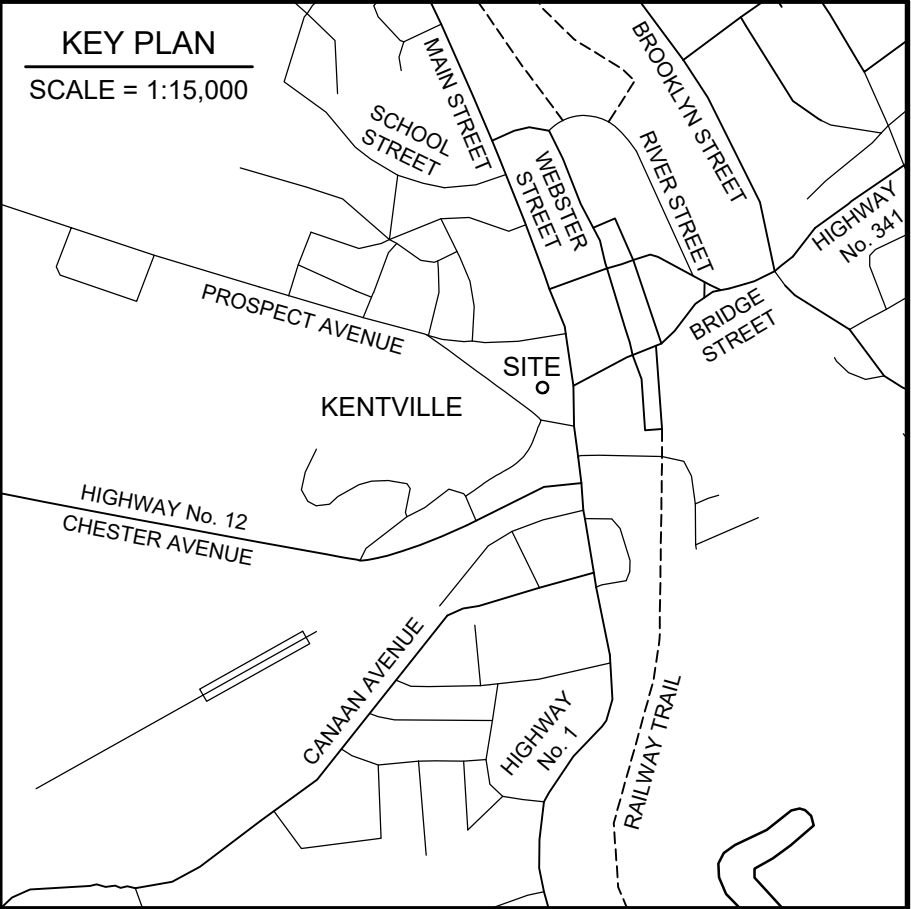 KEY PLAN
SCALE = 1:15,000
MAIN STREET
BROOKLYN STREET
SCHOOL
STREET
WEBSTER
STREET
RIVER STREET
HIGHWAY
No. 341
PROSPECT AVENUE
BRIDGE
STREET
SITE
KENTVILLE
HIGHWAY No. 12
CHESTER AVENUE
CANAAN AVENUE
HIGHWAY
No. 1
RAILWAY TRAIL